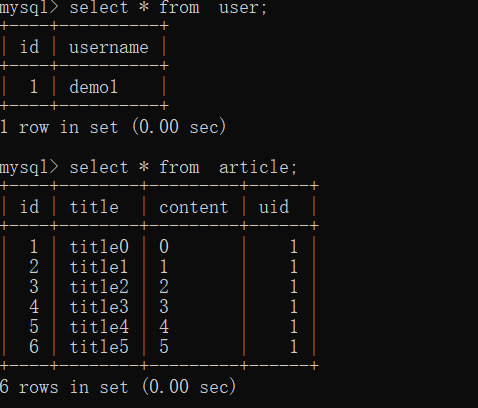 mysql> select * from  user;
+----+----------+
| id | username |
+----+----------+
|  1 | demo1    |
+----+----------+
1 row in set (0.00 sec)
mysql> select * from  article;
+----+--------+---------+------+
| id | title  | content | uid  |
+----+--------+---------+------+
|  1 | title0 | 0       |    1 |
|  2 | title1 | 1       |    1 |
|  3 | title2 | 2       |    1 |
|  4 | title3 | 3       |    1 |
|  5 | title4 | 4       |    1 |
|  6 | title5 | 5       |    1 |
+----+--------+---------+------+
6 rows in set (0.00 sec)